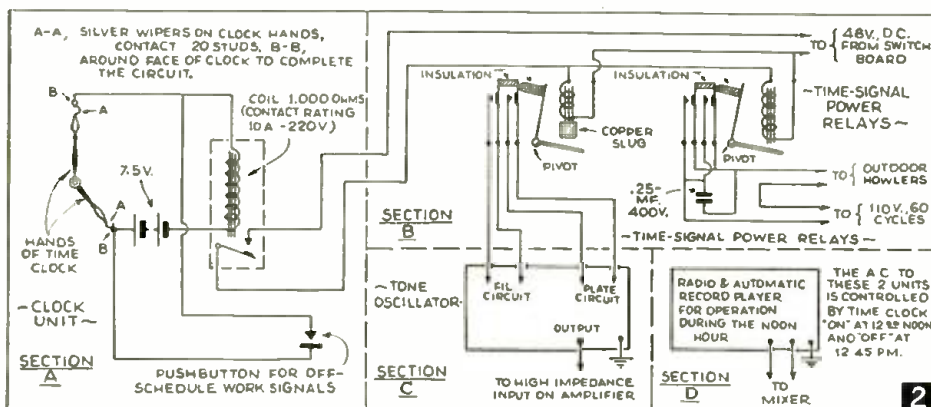 A-A, SILVER WIPERS ON CLOCK HANDS,
CONTACT 20 STUDS, B-B,
AROUND FACE OF CLOCK TO COMPLETE
THE CIRCUIT.
B
A
COIL 1,000 OHMS
(CONTACT RATING
10A-220V)
7.5V.
A
B
HANDS
OF TIME
CLOCK
~CLOCK
UNIT~
SECTION
A
PUSHBUTTON FOR OFF-
SCHEDULE WORK SIGNALS
INSULATION
COPPER
SLUG
PIVOT
INSULATION
PIVOT
TO
48V., D.C.
FROM SWITCH
BOARD
~TIME-SIGNAL
POWER
RELAYS~
.25-
MF.
400V.
TO
OUTDOOR
HOWLERS
TO
110V., 60
CYCLES
SECTION
B
~TIME-SIGNAL POWER RELAYS~
~TONE
OSCILLATOR
FIL
CIRCUIT
PLATE
CIRCUIT
OUTPUT
SECTION
C
TO HIGH IMPEDANCE
INPUT ON AMPLIFIER
RADIO & AUTOMATIC
RECORD PLAYER
FOR OPERATION
DURING THE NOON
HOUR
THE A C TO
THESE 2 UNITS
IS CONTROLLED
BY TIME CLOCK
"ON" AT 12 NOON
AND "OFF" AT
12 45 PM.
SECTION
D
TO
MIXER
2